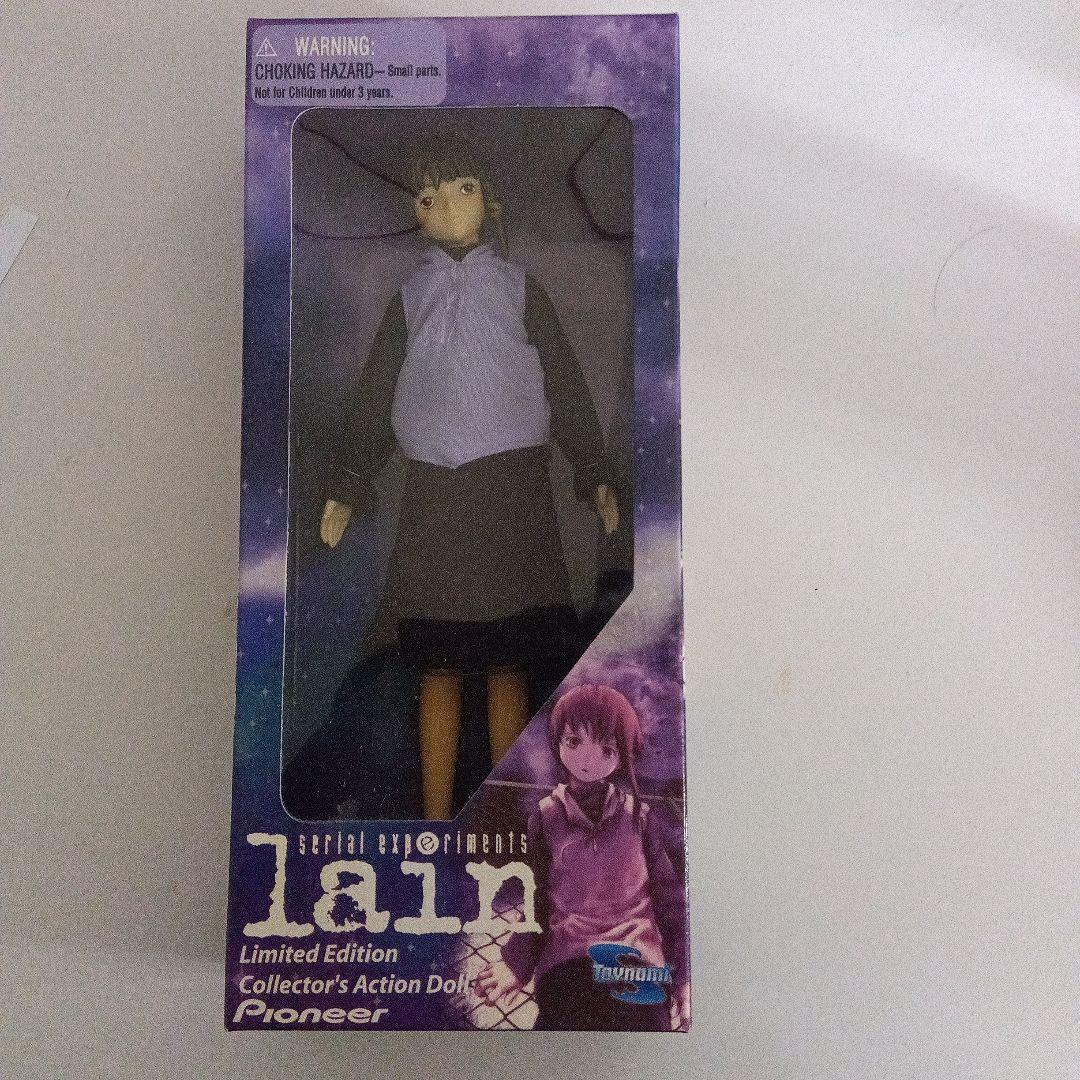 WARNING:
CHOKING HAZARD— Small parts.
Not for Children under 3 years.
serial experiments
lain
Limited Edition
Collector's Action Doll
Pioneer
Toynami